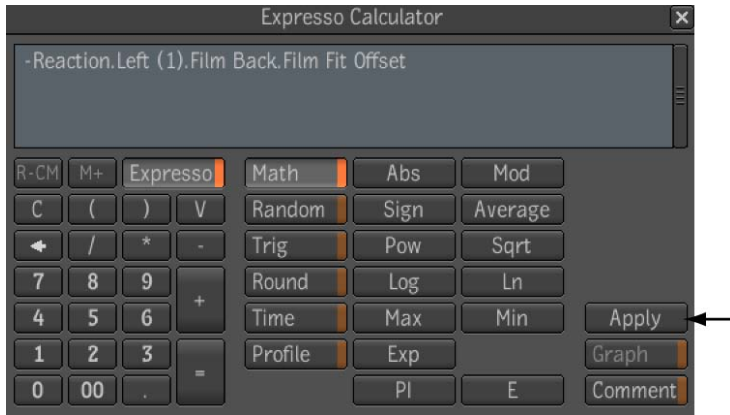 Expresso Calculator
-Reaction.Left (1).Film Back.Film Fit Offset
R-CM M+ Expresso Math Abs Mod
C ( ) V Random Sign Average
/ * - Trig Pow Sqrt
7 8 9 + Round Log Ln
4 5 6 Time Max Min Apply
1 2 3 = Profile Exp Graph
0 00 . PI E Comment